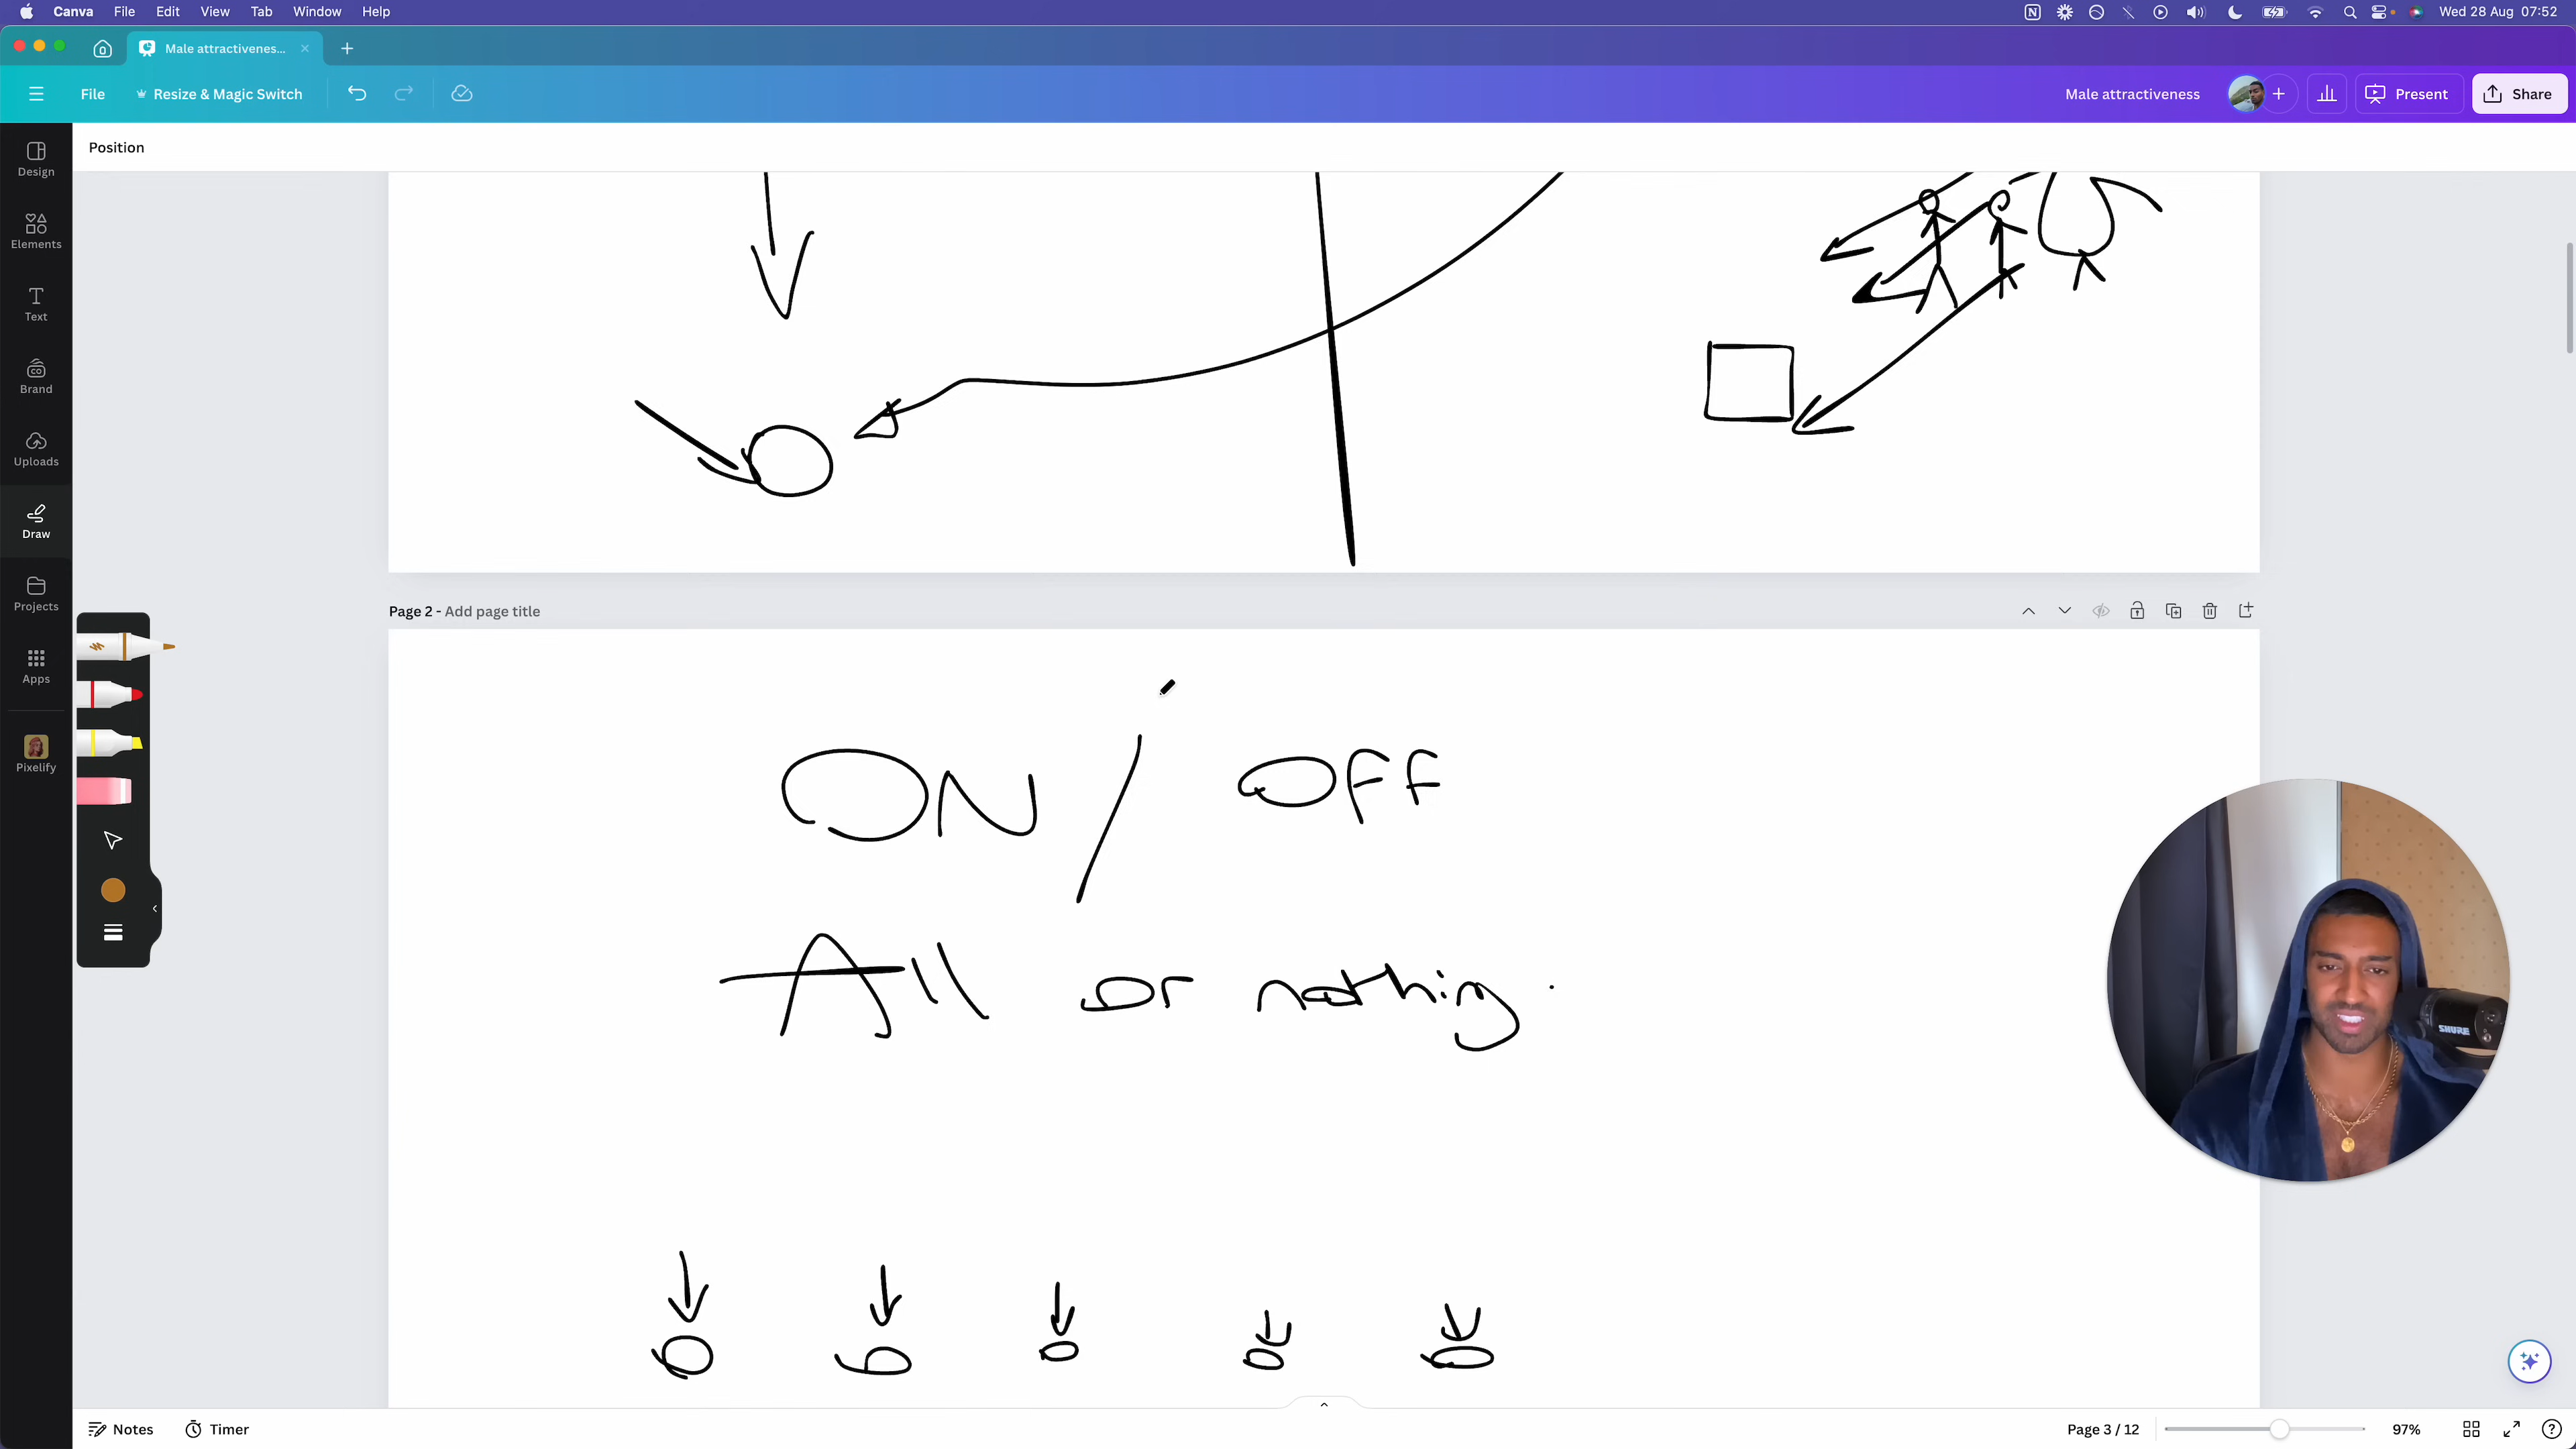 Canva File Edit View Tab Window Help Wed 28 Aug 07:52
Male attractivenes...
File Resize & Magic Switch Male attractiveness Present Share
Position
Design
Elements
Text
Brand
Uploads
Draw
Projects
Apps
Pixelify
Page 2 - Add page title
ON / OFF
All or nothing.
SHURE
Notes Timer Page 3 / 12 97%